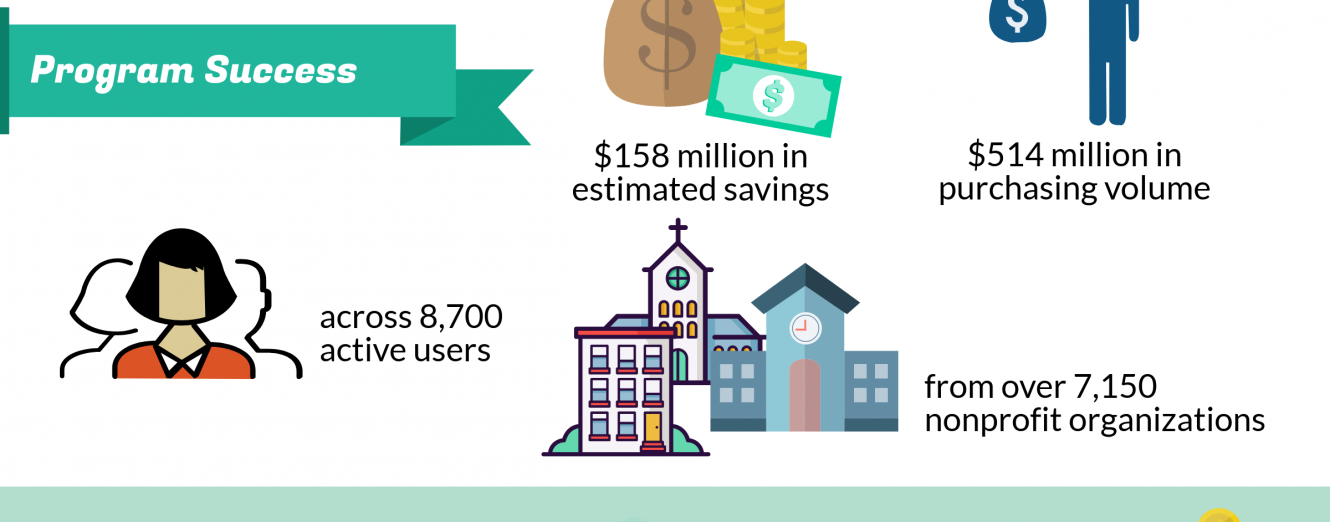 Program Success
$158 million in
estimated savings
$514 million in
purchasing volume
across 8,700
active users
from over 7,150
nonprofit organizations